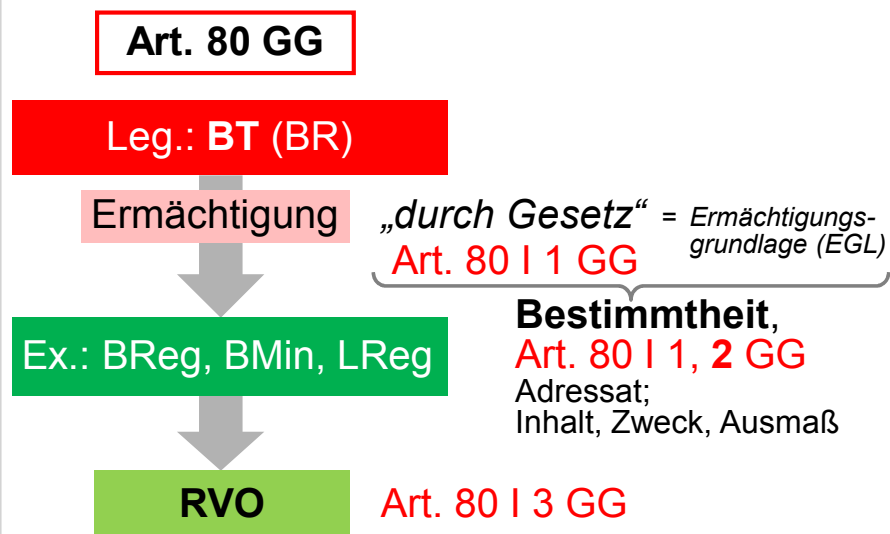 Art. 80 GG
Leg.: BT (BR)
Ermächtigung
„durch Gesetz“ = Ermächtigungs-
grundlage (EGL)
Art. 80 I 1 GG
Bestimmtheit,
Ex.: BReg, BMin, LReg
Art. 80 I 1, 2 GG
Adressat;
Inhalt, Zweck, Ausmaß
RVO
Art. 80 I 3 GG